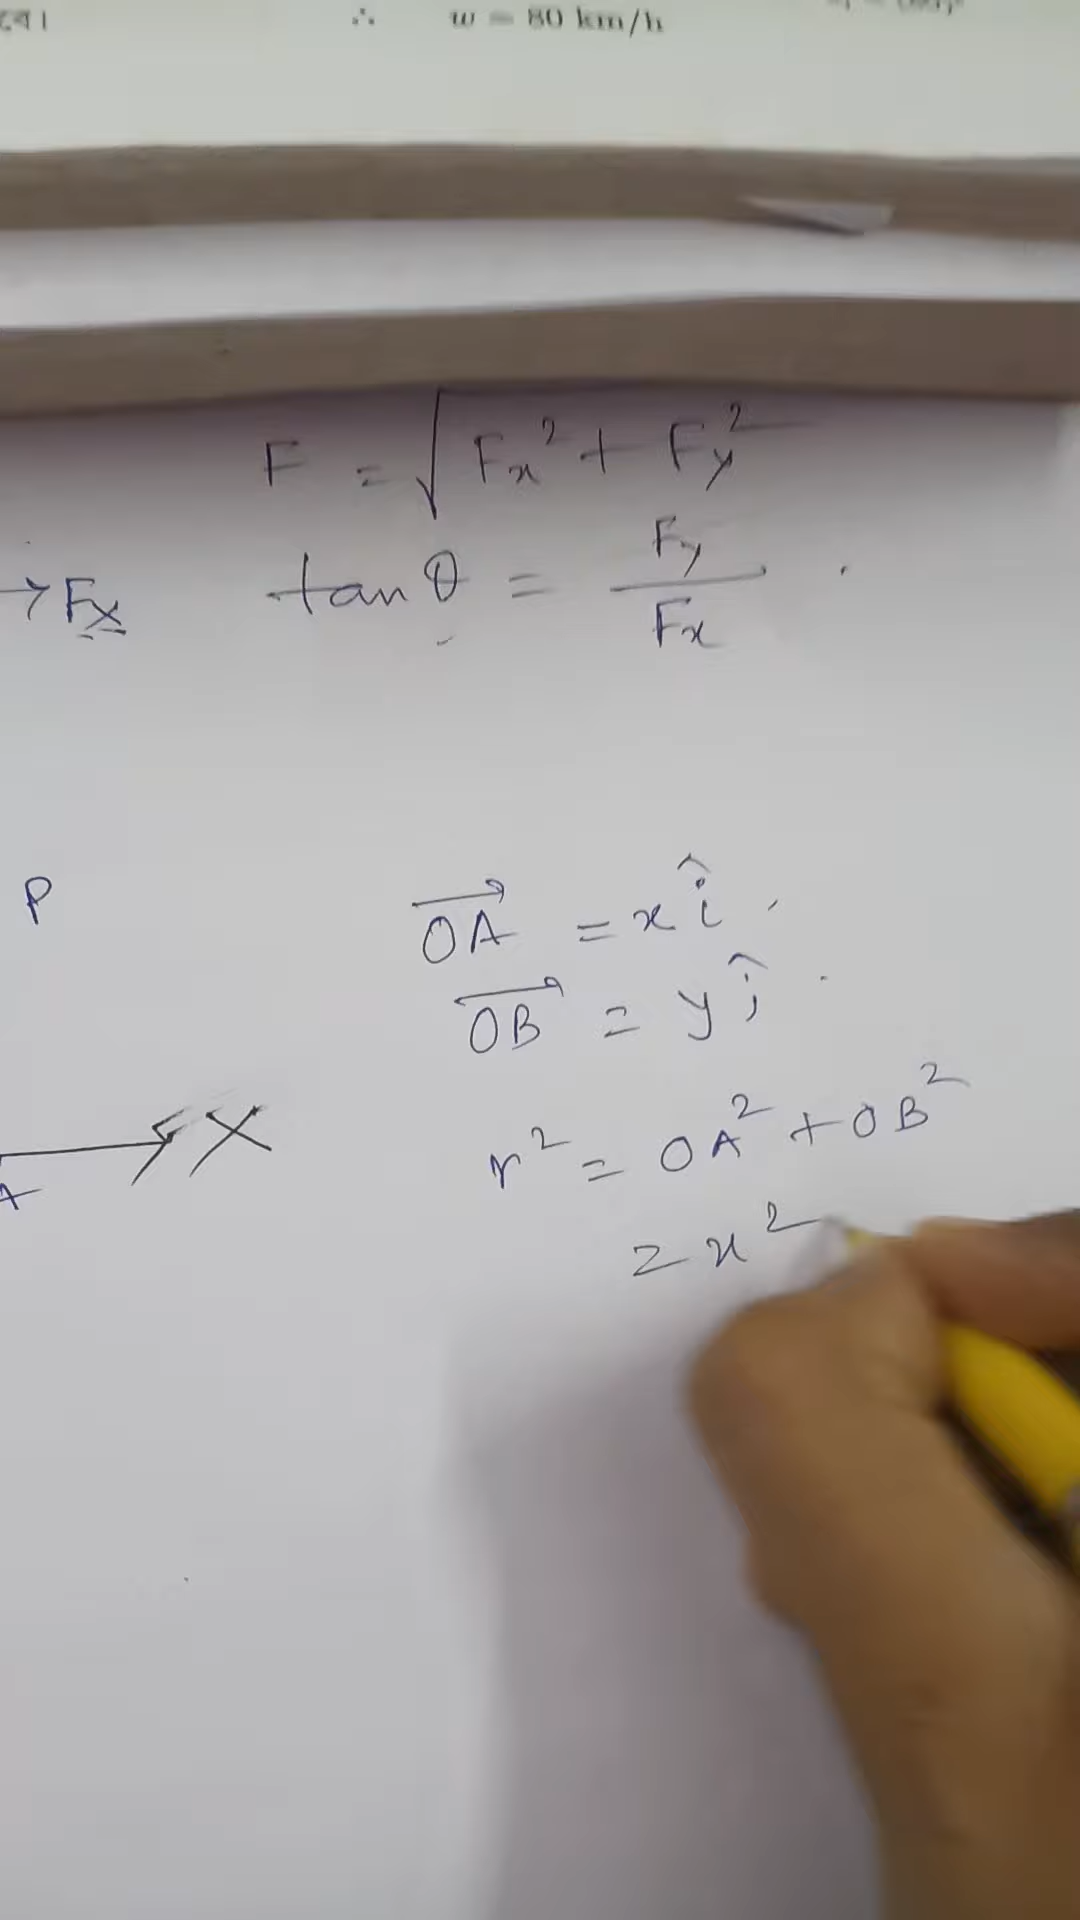 ∴ w = 80 km/h
F = √(Fx² + Fy²)
→ Fx
tan θ = Fy / Fx
P
→OA = x î
→OB = y ĵ
X
r² = OA² + OB²
A
= x²